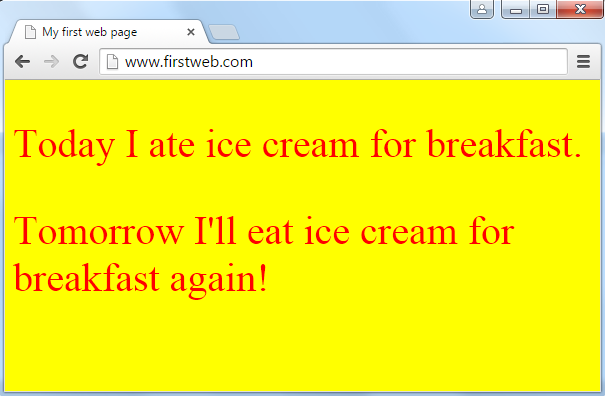 My first web page
www.firstweb.com
Today I ate ice cream for breakfast.
Tomorrow I'll eat ice cream for
breakfast again!